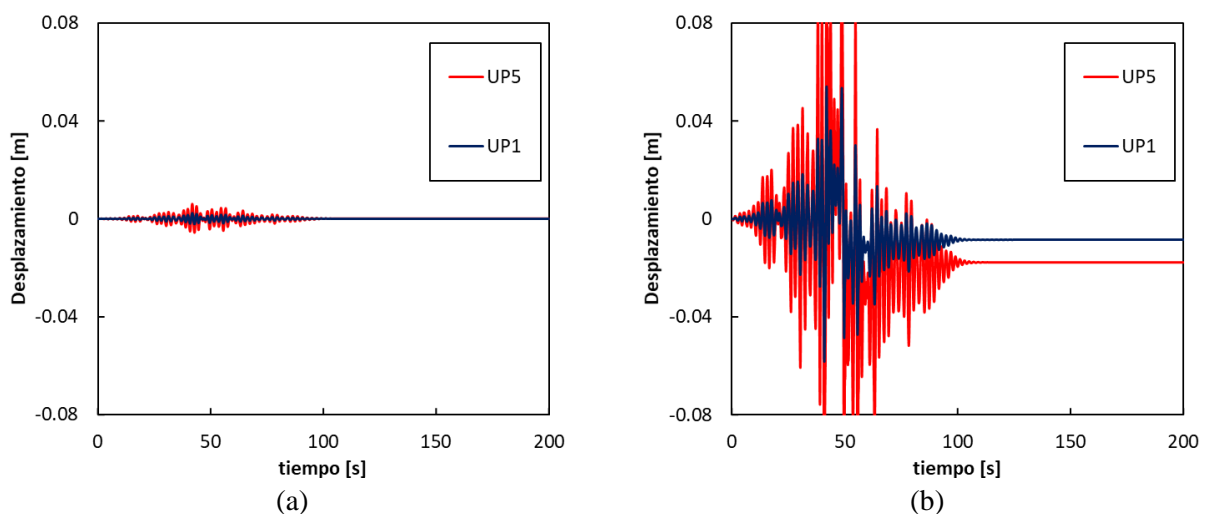 0.08
0.04
0
-0.04
-0.08
Desplazamiento [m]
UP5
UP1
0 50 100 150 200
tiempo [s]
(a)
0.08
0.04
0
-0.04
-0.08
Desplazamiento [m]
UP5
UP1
0 50 100 150 200
tiempo [s]
(b)